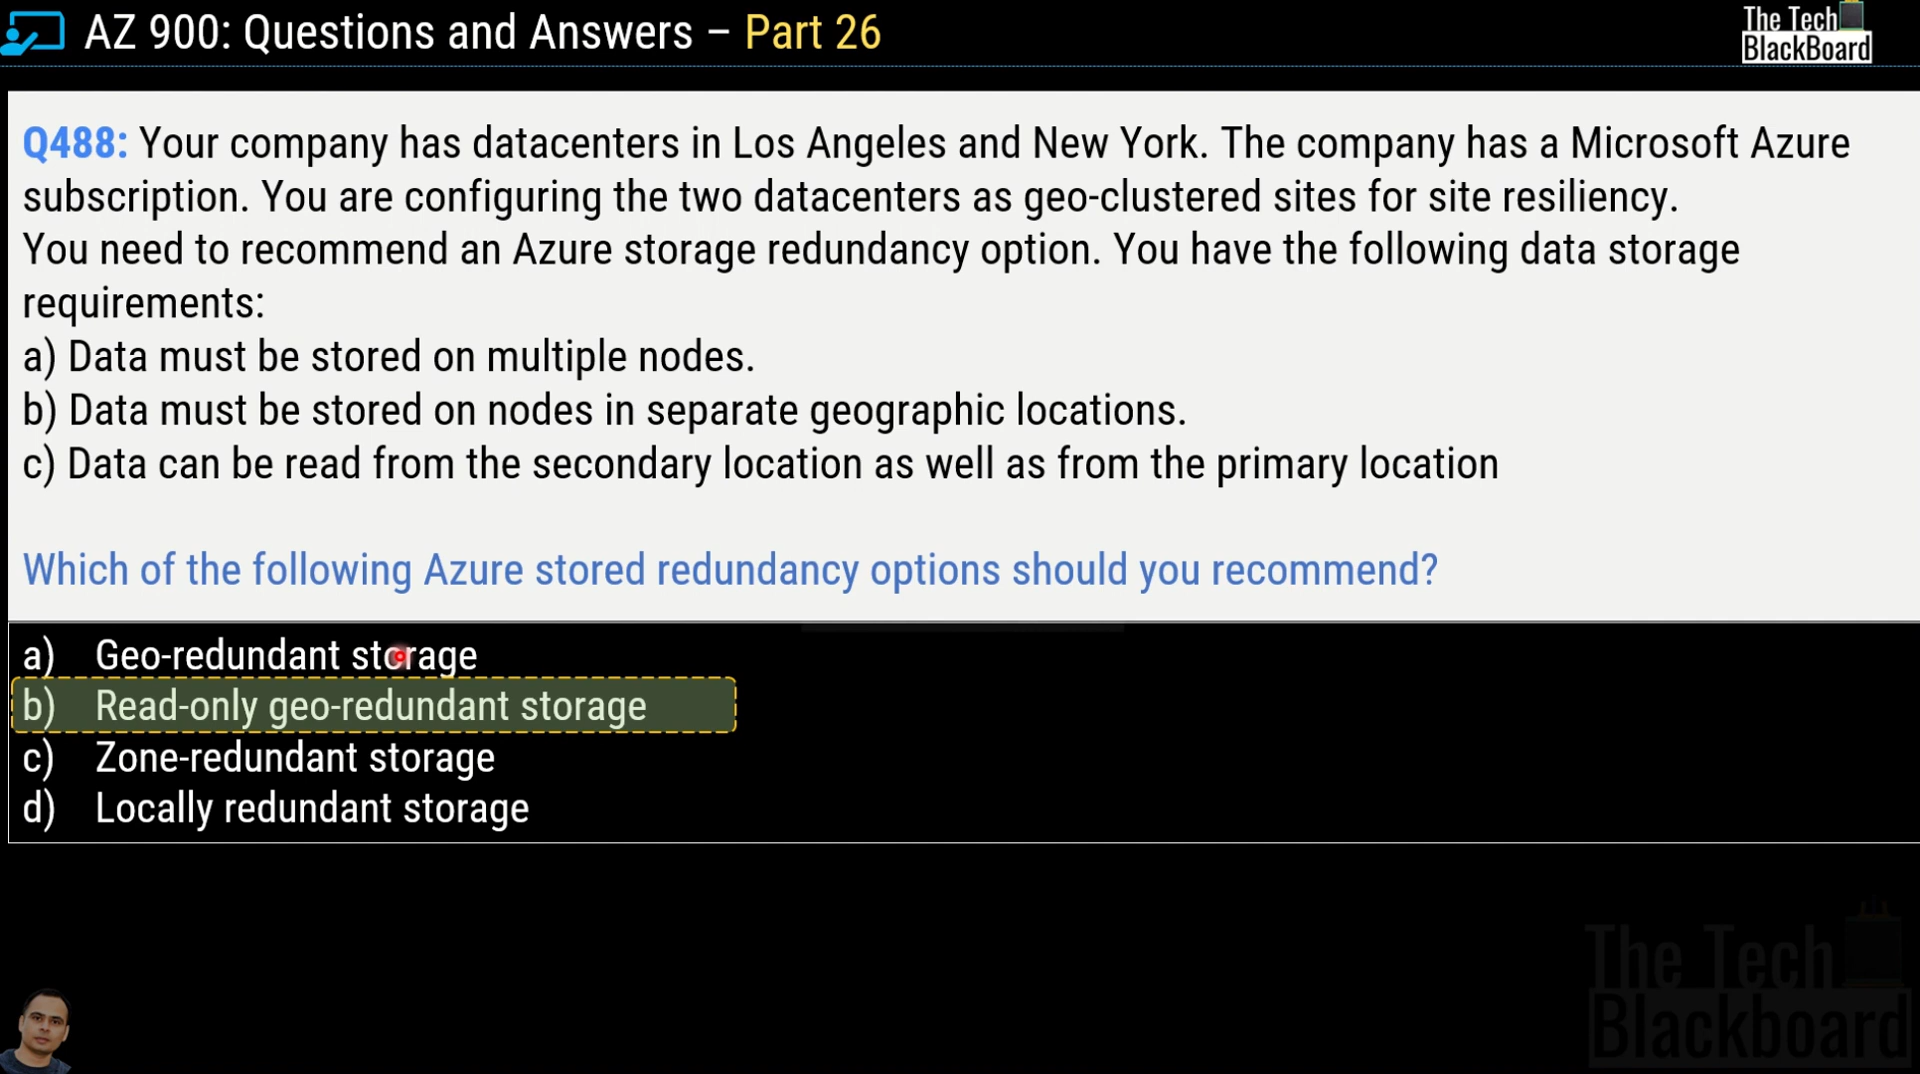 AZ 900: Questions and Answers – Part 26
The Tech
BlackBoard
Q488: Your company has datacenters in Los Angeles and New York. The company has a Microsoft Azure
subscription. You are configuring the two datacenters as geo-clustered sites for site resiliency.
You need to recommend an Azure storage redundancy option. You have the following data storage
requirements:
a) Data must be stored on multiple nodes.
b) Data must be stored on nodes in separate geographic locations.
c) Data can be read from the secondary location as well as from the primary location
Which of the following Azure stored redundancy options should you recommend?
a) Geo-redundant storage
b) Read-only geo-redundant storage
c) Zone-redundant storage
d) Locally redundant storage
The Tech
Blackboard